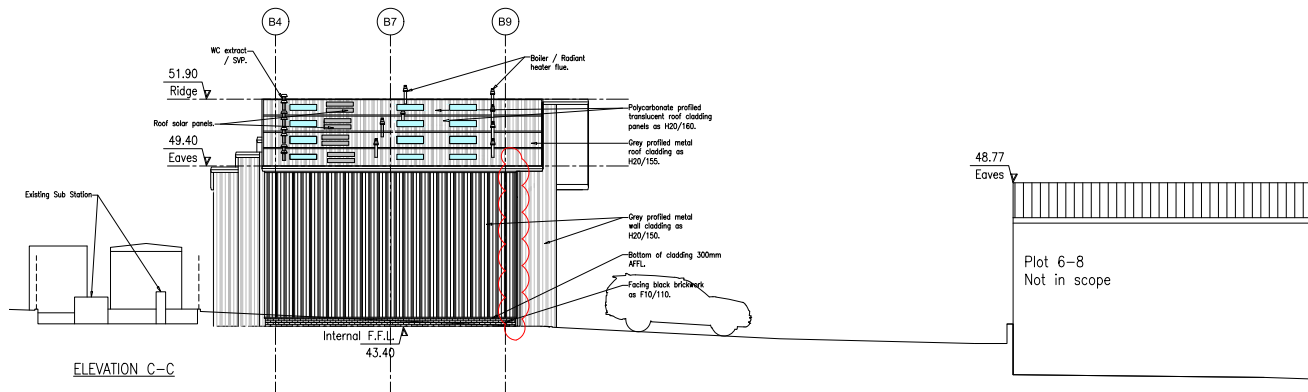 B4
B7
B9
WC extract
/ SVP.
Boiler / Radiant
heater flue.
51.90
Ridge
Polycarbonate profiled
translucent roof cladding
panels as H20/160.
Roof solar panels.
49.40
Eaves
Grey profiled metal
roof cladding as
H20/155.
48.77
Eaves
Existing Sub Station
Grey profiled metal
wall cladding as
H20/150.
Bottom of cladding 300mm
AFFL.
Plot 6-8
Not in scope
Facing black brickwork
as F10/110.
Internal F.F.L.
43.40
ELEVATION C-C